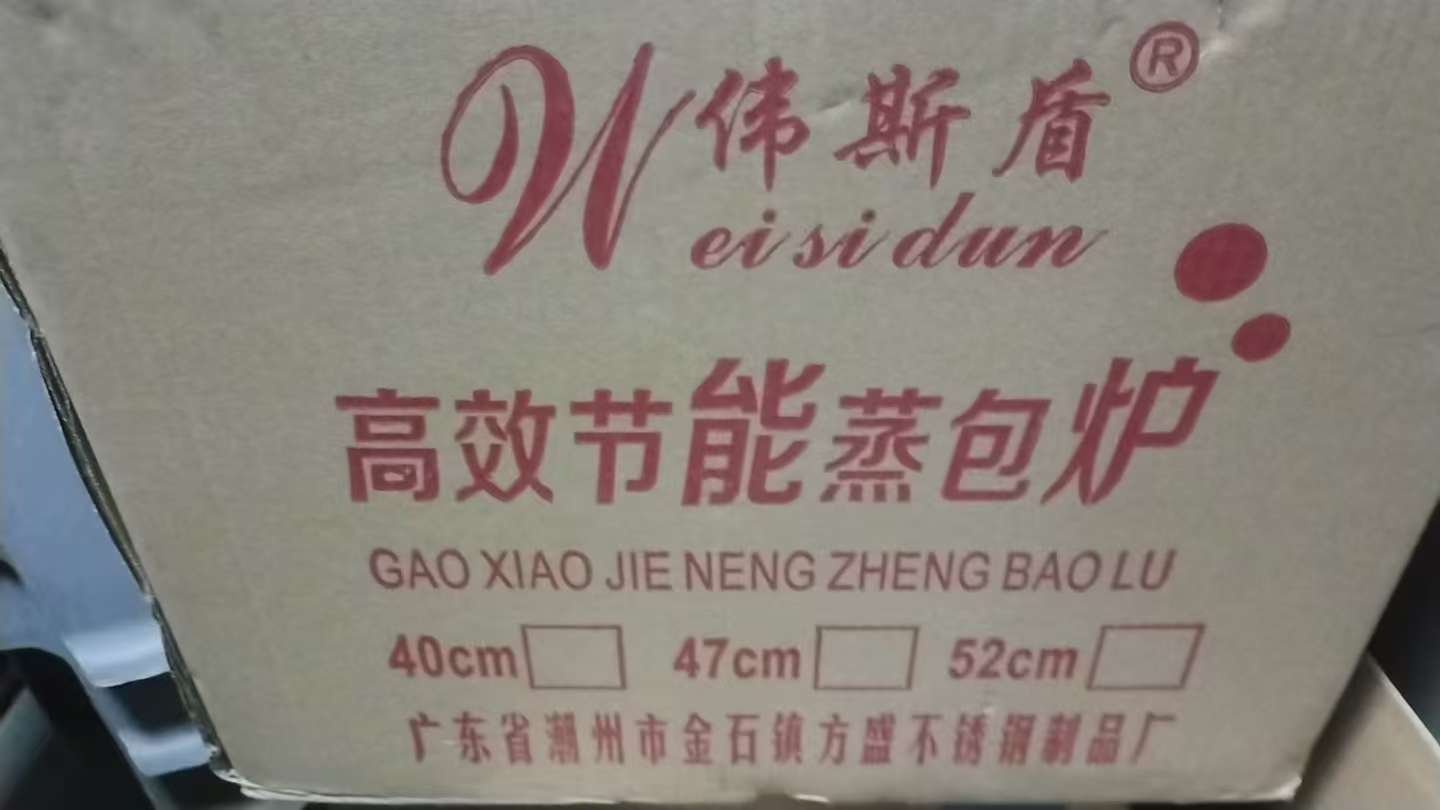 伟斯盾®
Weisidun
高效节能蒸包炉
GAO XIAO JIE NENG ZHENG BAO LU
40cm 47cm 52cm
广东省潮州市金石镇方盛不锈钢制品厂